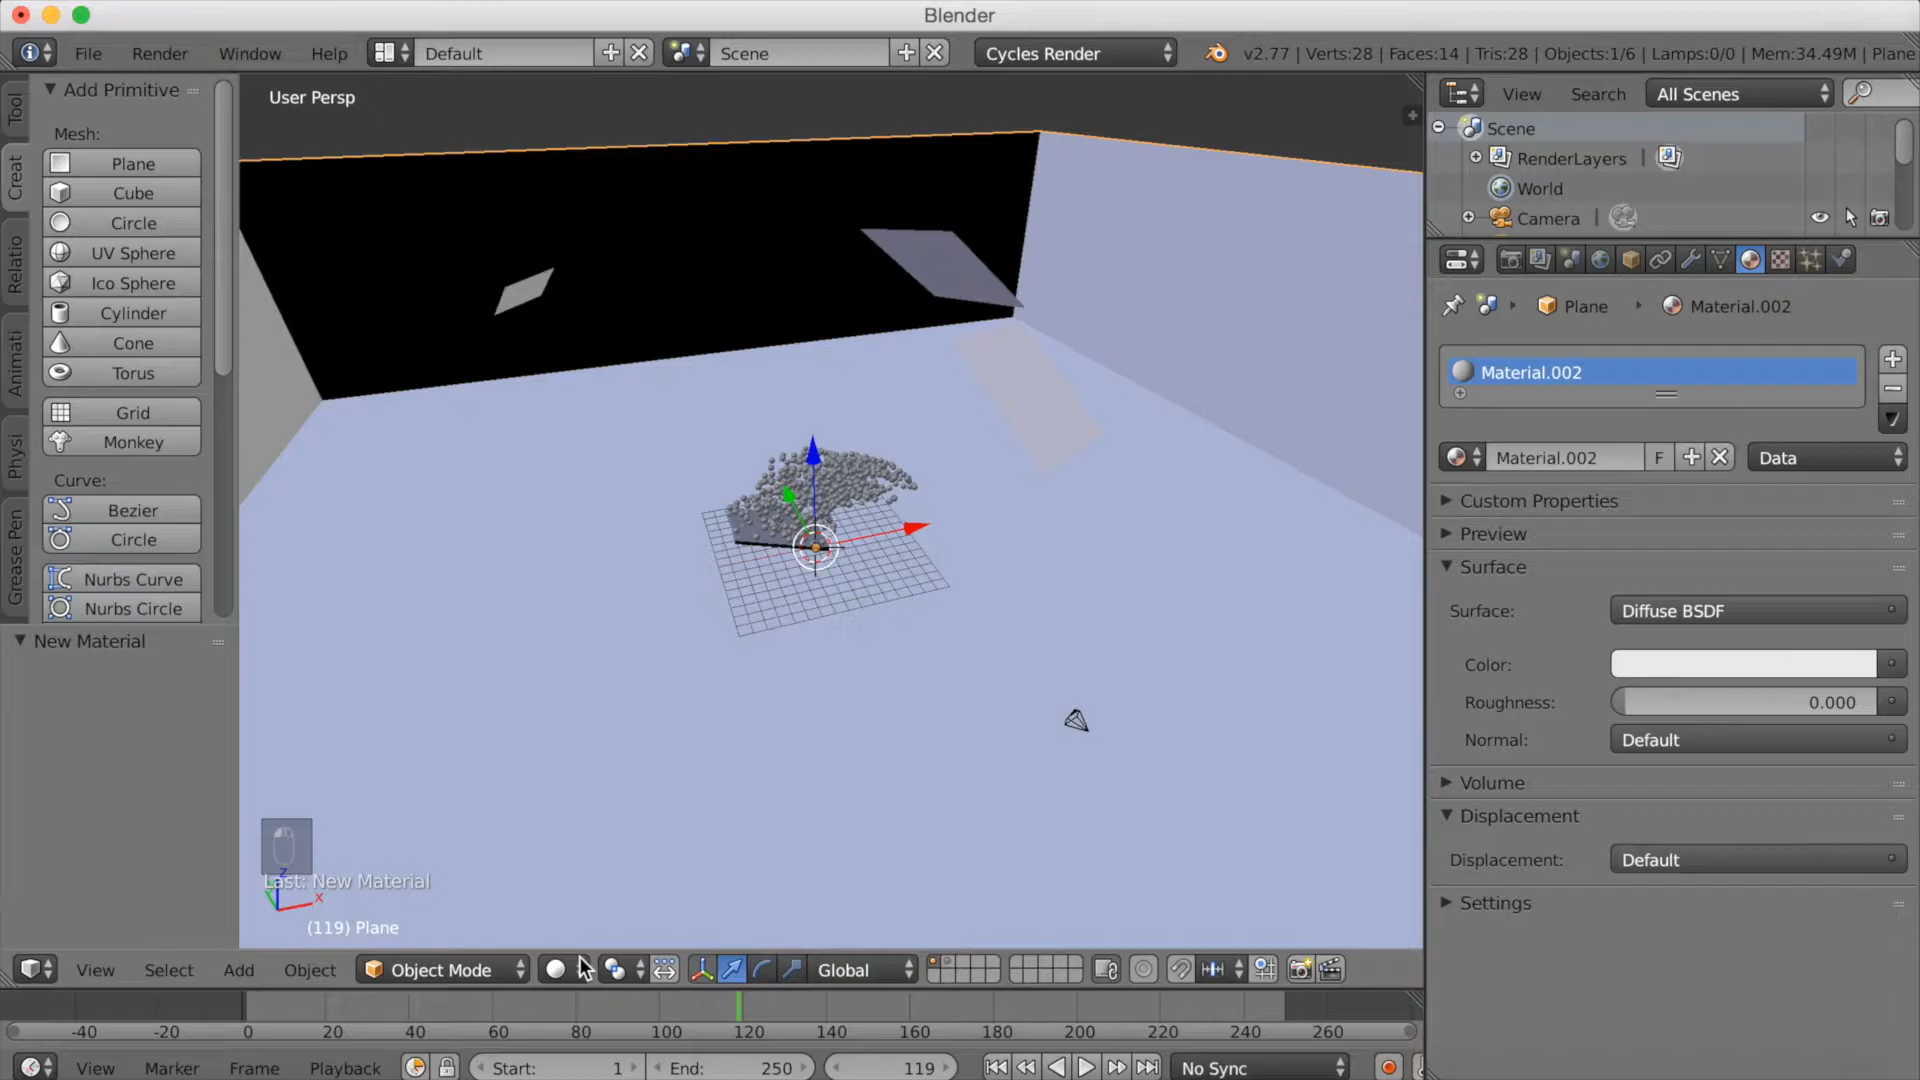 Blender
File Render Window Help Default Scene Cycles Render v2.77 | Verts:28 | Faces:14 | Tris:28 | Objects:1/6 | Lamps:0/0 | Mem:34.49M | Plane
Tool
Creat
Relatio
Animati
Physi
Grease Pen
Add Primitive
Mesh:
Plane
Cube
Circle
UV Sphere
Ico Sphere
Cylinder
Cone
Torus
Grid
Monkey
Curve:
Bezier
Circle
Nurbs Curve
Nurbs Circle
New Material
User Persp
Last: New Material
Z
X
(119) Plane
View Select Add Object Object Mode Global
-40 -20 0 20 40 60 80 100 120 140 160 180 200 220 240 260
View Marker Frame Playback Start: 1 End: 250 119 No Sync
View Search All Scenes
Scene
RenderLayers |
World
Camera |
Plane Material.002
Material.002
Material.002 F Data
Custom Properties
Preview
Surface
Surface: Diffuse BSDF
Color:
Roughness: 0.000
Normal: Default
Volume
Displacement
Displacement: Default
Settings